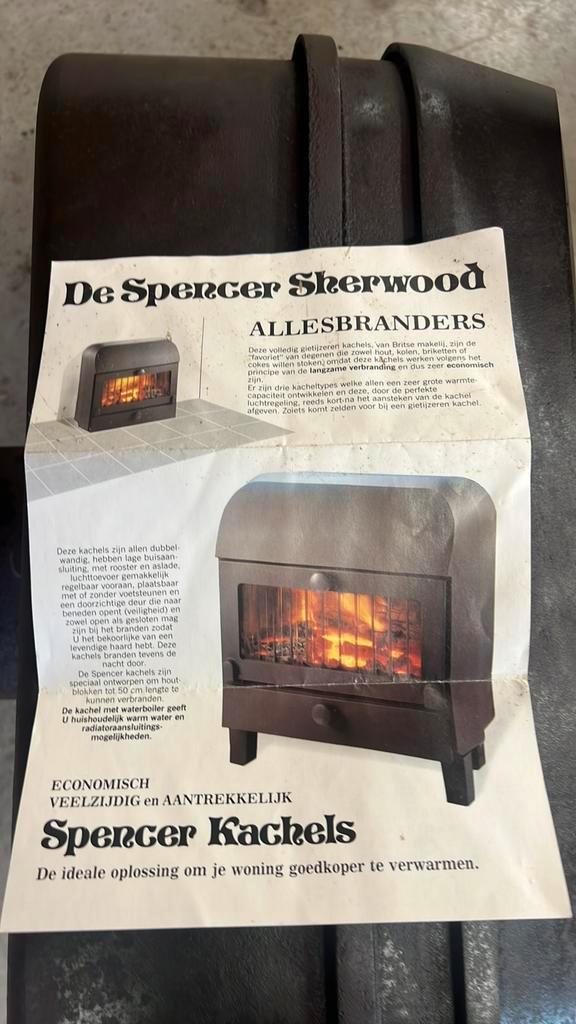 De Spencer Sherwood
ALLESBRANDERS
Deze volledig gietijzeren kachels, van Britse makelij, zijn de
"favoriet" van degenen die zowel hout, kolen, briketten of
cokes willen stoken, omdat deze kachels werken volgens het
principe van de langzame verbranding en dus zeer economisch
zijn.
Er zijn drie kacheltypes welke allen een zeer grote warmte-
capaciteit ontwikkelen en deze, door de perfekte
luchtregeling, reeds kort na het aansteken van de kachel
afgeven. Zoiets komt zelden voor bij een gietijzeren kachel.
Deze kachels zijn allen dubbel-
wandig, hebben lage buisaan-
sluiting, met rooster en aslade,
luchttoevoer gemakkelijk
regelbaar vooraan, plaatsbaar
met of zonder voetsteunen en
een doorzichtige deur die naar
beneden opent (veiligheid) en
zowel open als gesloten mag
zijn bij het branden zodat
U het bekoorlijke van een
levendige haard hebt. Deze
kachels branden tevens de
nacht door.
De Spencer kachels zijn
speciaal ontworpen om hout-
blokken tot 50 cm lengte te
kunnen verbranden.
De kachel met waterboiler geeft
U huishoudelijk warm water en
radiatoraansluitings-
mogelijkheden.
ECONOMISCH
VEELZIJDIG en AANTREKKELIJK
Spencer Kachels
De ideale oplossing om je woning goedkoper te verwarmen.